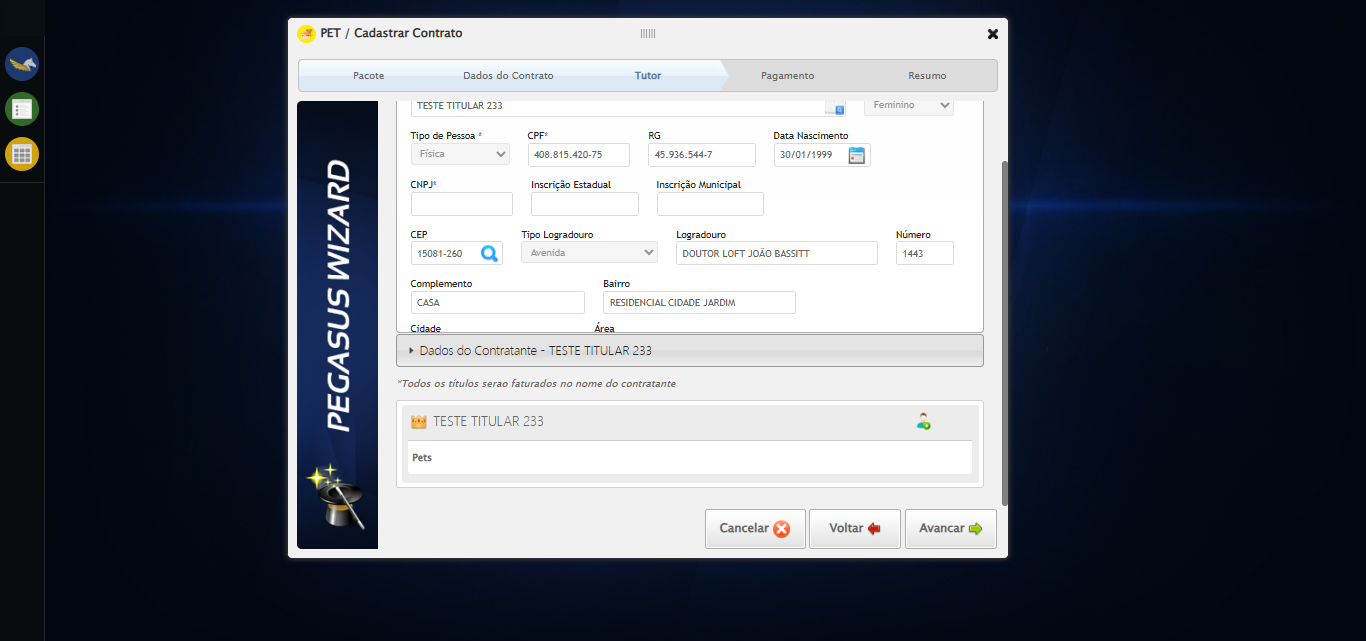 PET / Cadastrar Contrato
Pacote Dados do Contrato Tutor Pagamento Resumo
PEGASUS WIZARD
TESTE TITULAR 233 Feminino
Tipo de Pessoa * CPF* RG Data Nascimento
Física 408.815.420-75 45.936.544-7 30/01/1999
CNPJ* Inscrição Estadual Inscrição Municipal
CEP Tipo Logradouro Logradouro Número
15081-260 Avenida DOUTOR LOFT JOÃO BASSITT 1443
Complemento Bairro
CASA RESIDENCIAL CIDADE JARDIM
Cidade Área
Dados do Contratante - TESTE TITULAR 233
*Todos os títulos serao faturados no nome do contratante
TESTE TITULAR 233
Pets
Cancelar Voltar Avancar